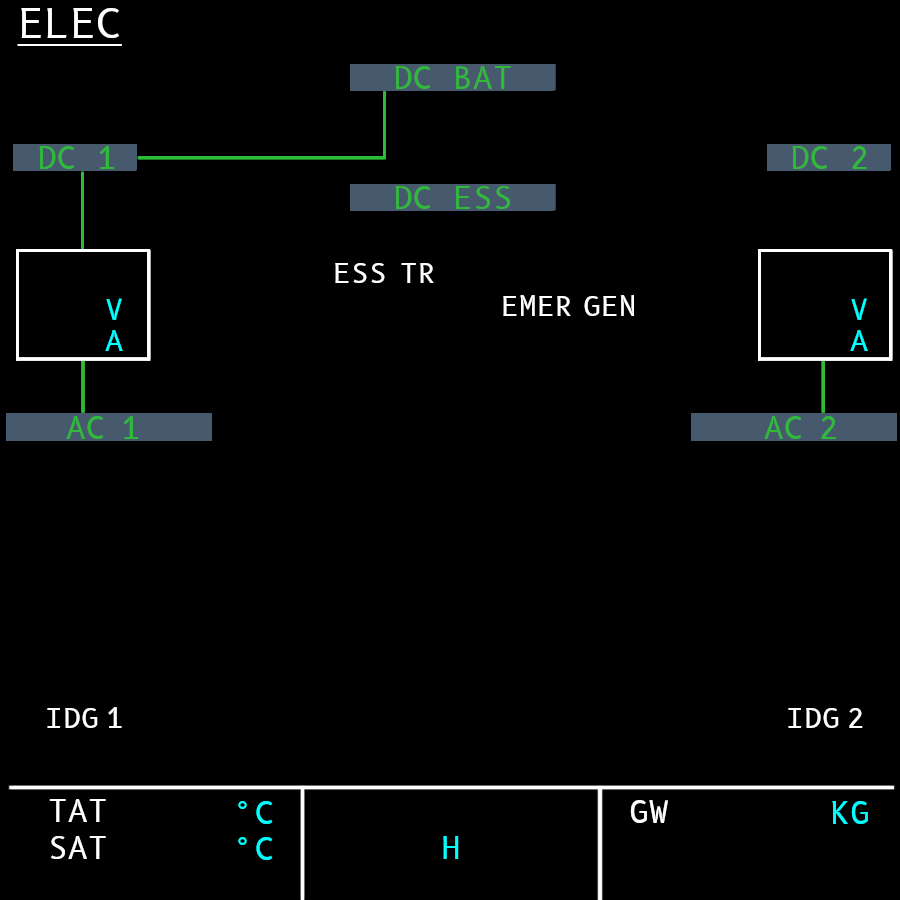 ELEC
DC BAT
DC 1
DC 2
DC ESS
ESS TR
EMER GEN
V
A
V
A
AC 1
AC 2
IDG 1
IDG 2
TAT °C
SAT °C
H
GW KG